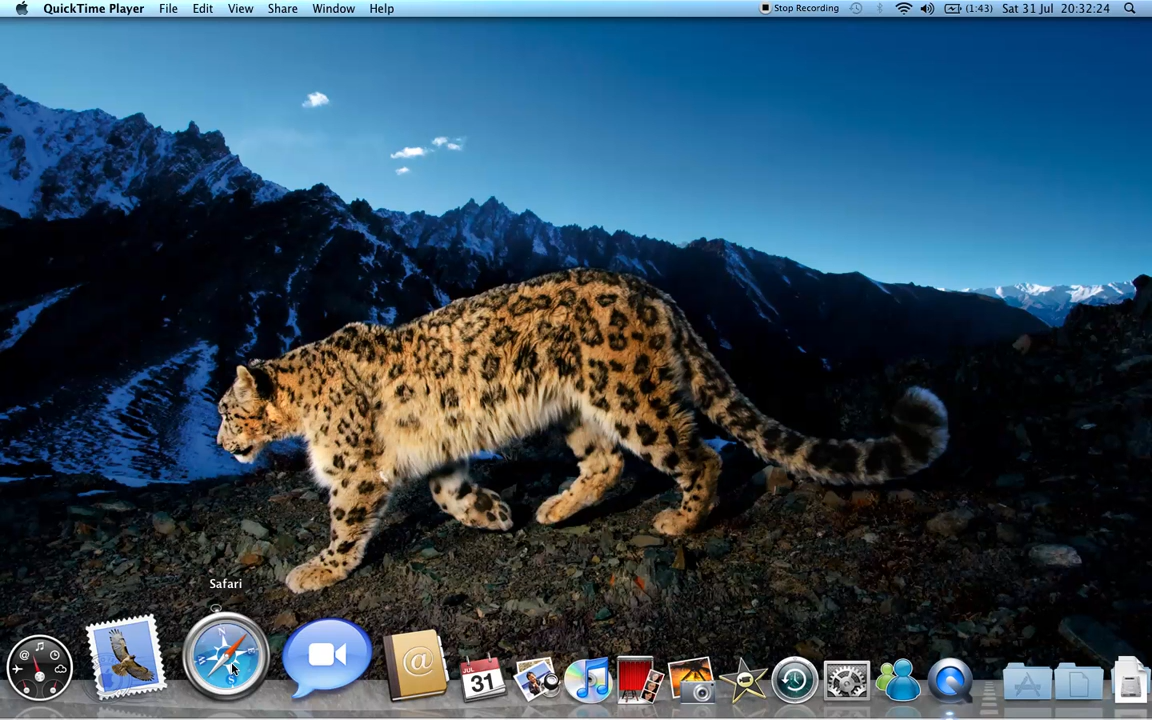 QuickTime Player File Edit View Share Window Help Stop Recording (1:43) Sat 31 Jul 20:32:24
Safari
@
JUL
31